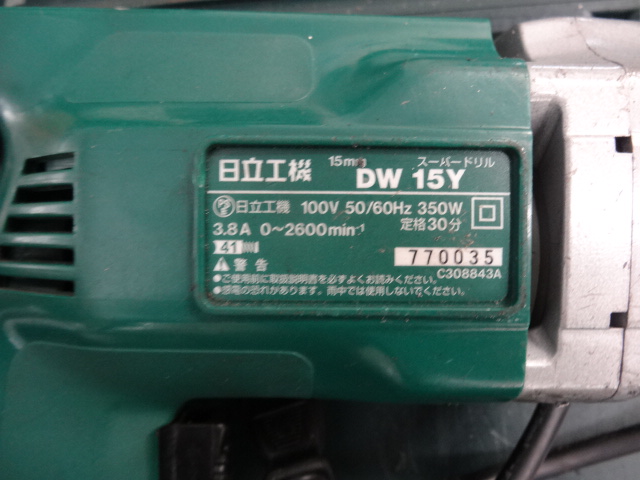 日立工機 15mm スーパードリル
DW 15Y
日立工機 100V 50/60Hz 350W
3.8A 0~2600min⁻¹ 定格30分
41
770035
警告 C308843A
●ご使用前に取扱説明書を必ずよくお読みください。
●感電の恐れがあります。雨中では使用しないでください。